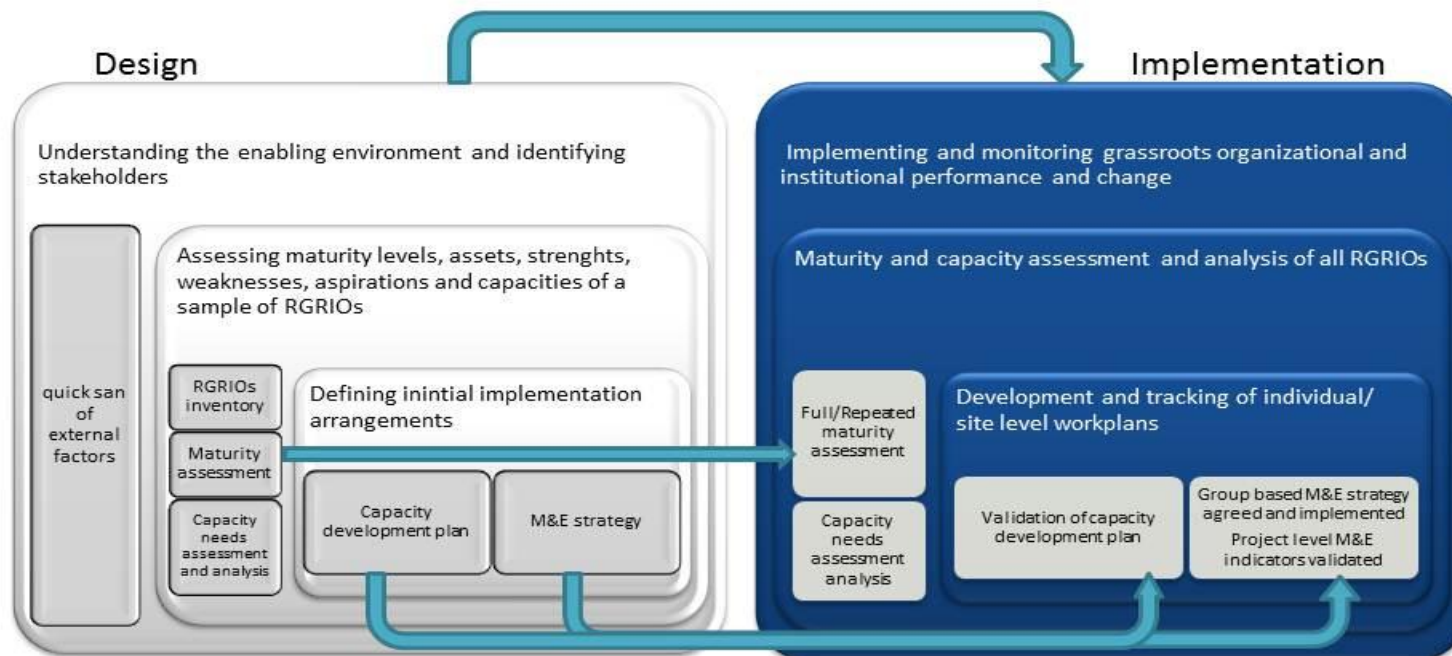 Design
Implementation
Understanding the enabling environment and identifying
stakeholders
Implementing and monitoring grassroots organizational and
institutional performance and change
Assessing maturity levels, assets, strenghts,
weaknesses, aspirations and capacities of a
sample of RGRIOs
Maturity and capacity assessment and analysis of all RGRIOs
quick san
of
external
factors
RGRIOs
inventory
Maturity
assessment
Capacity
needs
assessment
and analysis
Defining inintial implementation
arrangements
Capacity
development plan
M&E strategy
Full/Repeated
maturity
assessment
Capacity
needs
assessment
analysis
Development and tracking of individual/
site level workplans
Validation of capacity
development plan
Group based M&E strategy
agreed and implemented
Project level M&E
indicators validated